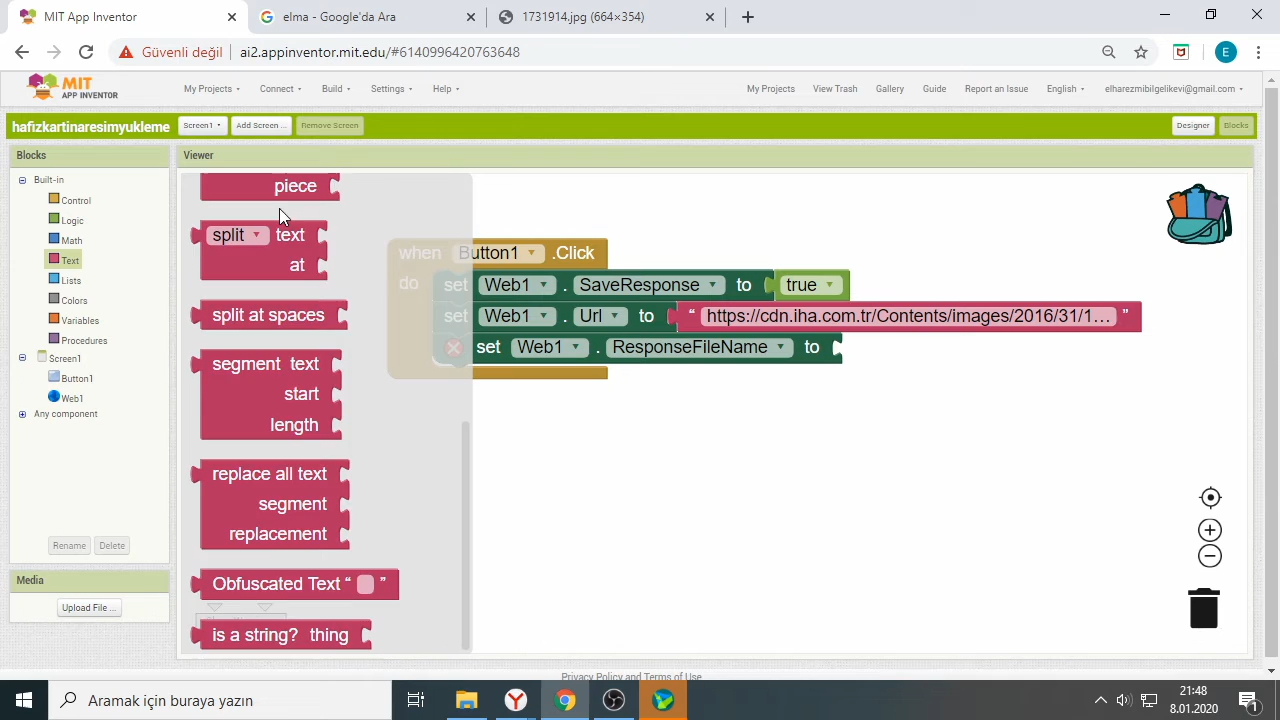 MIT App Inventor
elma - Google'da Ara
1731914.jpg (664×354)
Güvenli değil
ai2.appinventor.mit.edu/#6140996420763648
E
MIT
APP INVENTOR
My Projects
Connect
Build
Settings
Help
My Projects
View Trash
Gallery
Guide
Report an Issue
English
elharezmibilgelikevi@gmail.com
hafizkartinaresimyukleme
Screen1
Add Screen ...
Remove Screen
Designer
Blocks
Blocks
Viewer
Built-in
Control
Logic
Math
Text
Lists
Colors
Variables
Procedures
Screen1
Button1
Web1
Any component
Rename
Delete
Media
Upload File ...
piece
split text
at
split at spaces
segment text
start
length
replace all text
segment
replacement
Obfuscated Text “ ”
is a string? thing
when Button1 .Click
do set Web1 . SaveResponse to true
set Web1 . Url to “ https://cdn.iha.com.tr/Contents/images/2016/31/1... ”
set Web1 . ResponseFileName to
Privacy Policy and Terms of Use
Aramak için buraya yazın
21:48
8.01.2020
1